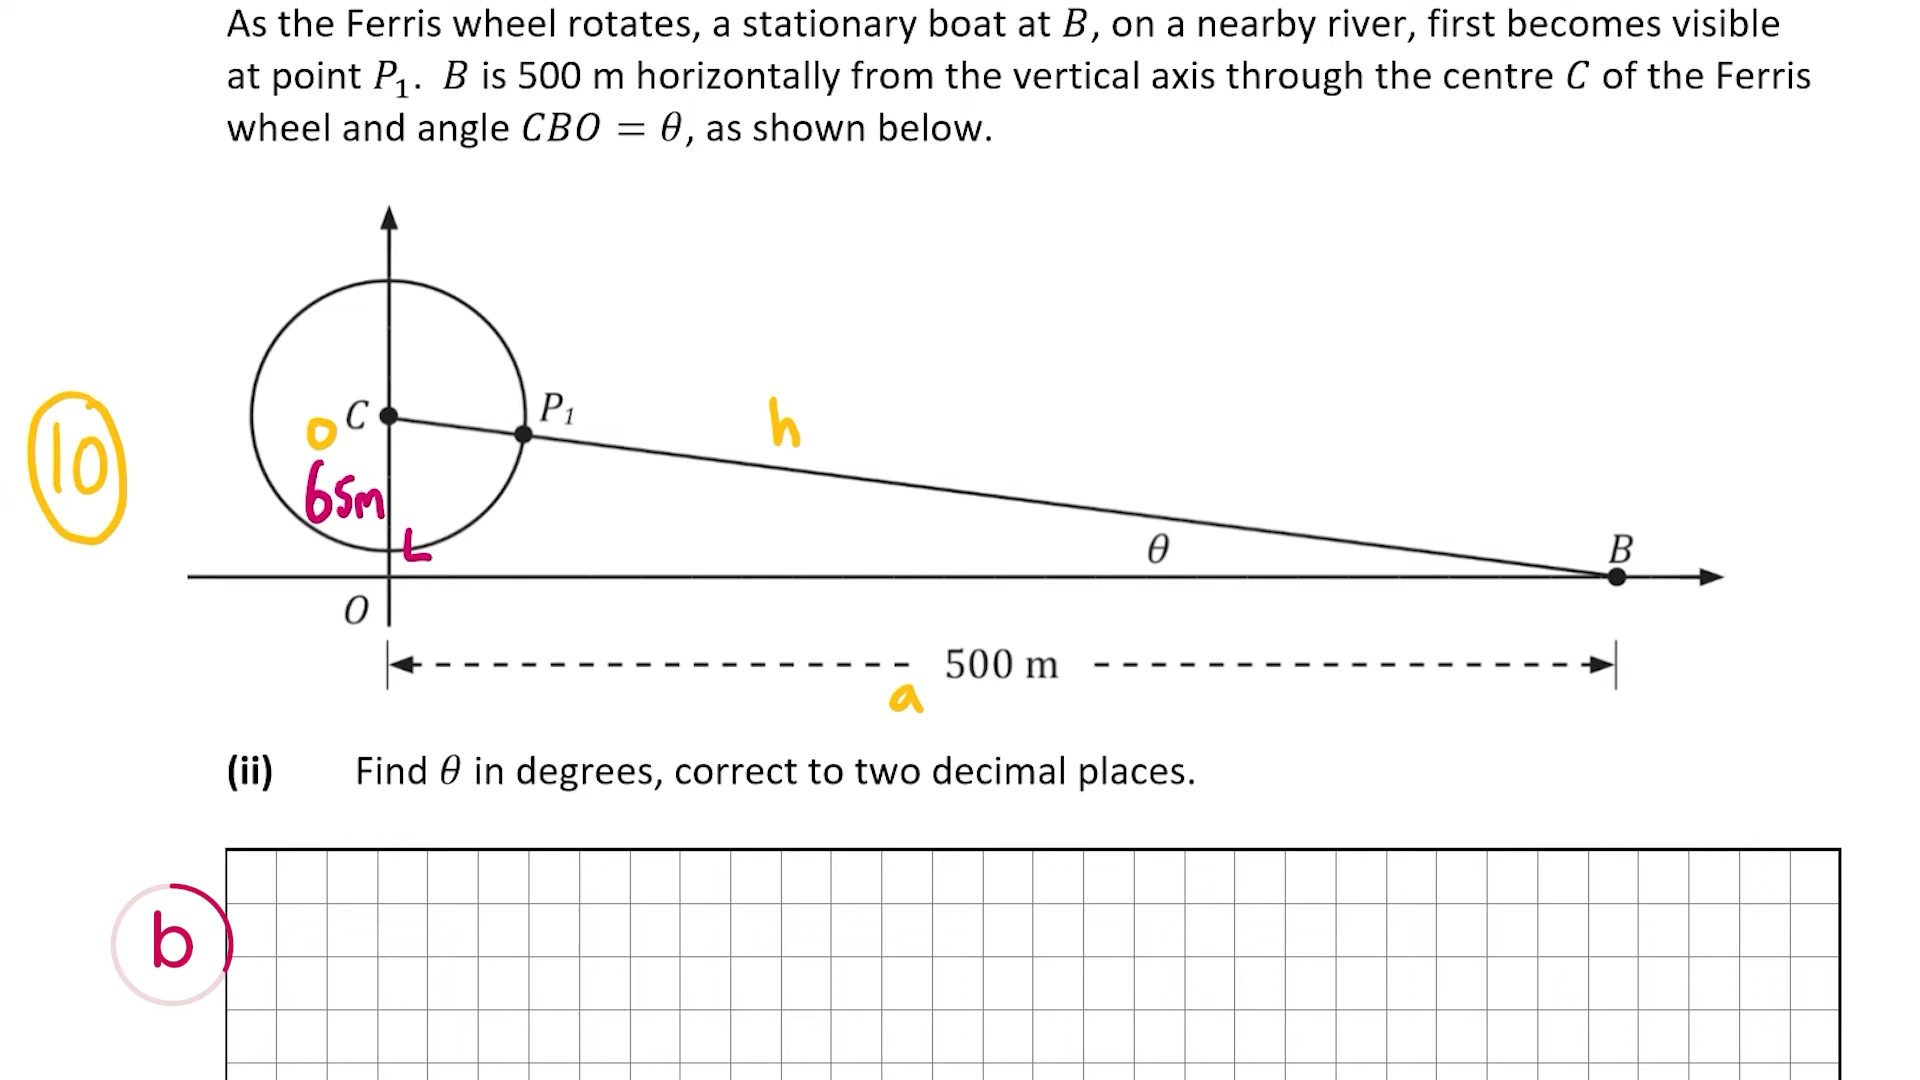 As the Ferris wheel rotates, a stationary boat at B, on a nearby river, first becomes visible
at point P₁. B is 500 m horizontally from the vertical axis through the centre C of the Ferris
wheel and angle CBO = θ, as shown below.
C
P₁
h
o
10
65m
θ
B
O
500 m
a
(ii) Find θ in degrees, correct to two decimal places.
b